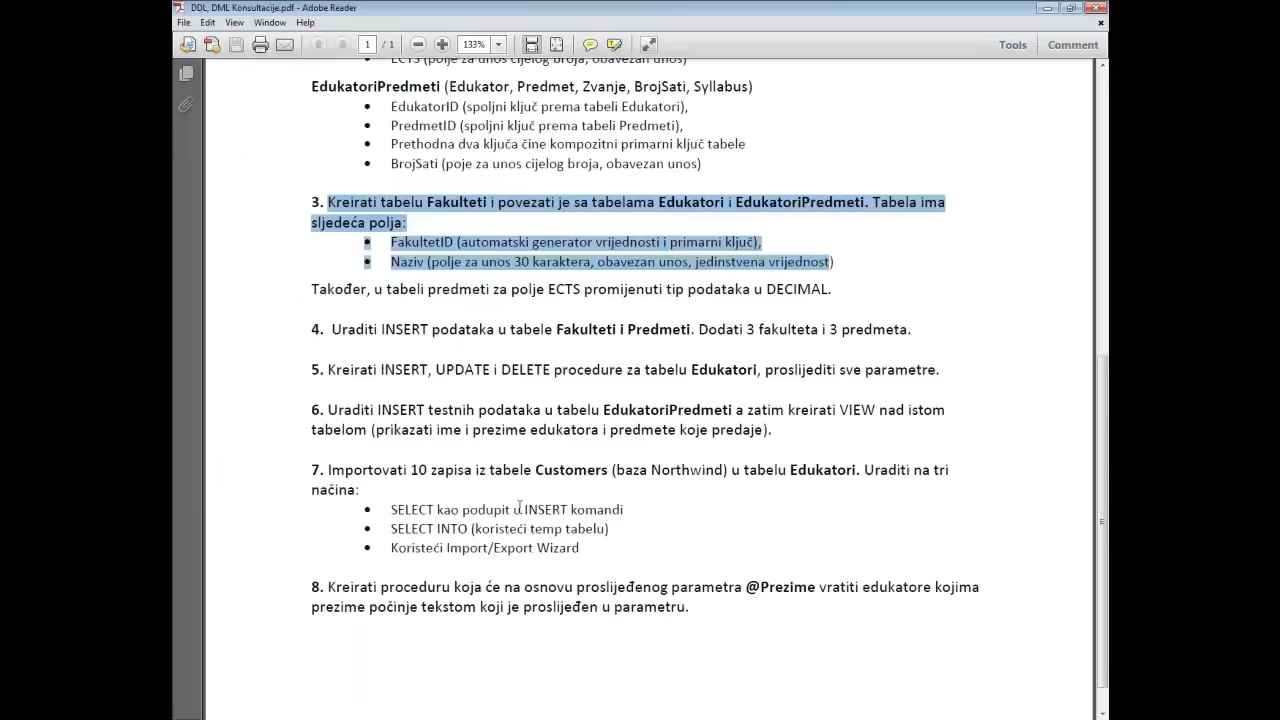 DDL, DML Konsultacije.pdf - Adobe Reader
File Edit View Window Help
1 / 1 133% Tools Comment
ECTS (polje za unos cijelog broja, obavezan unos)
EdukatoriPredmeti (Edukator, Predmet, Zvanje, BrojSati, Syllabus)
• EdukatorID (spoljni ključ prema tabeli Edukatori),
• PredmetID (spoljni ključ prema tabeli Predmeti),
• Prethodna dva ključa čine kompozitni primarni ključ tabele
• BrojSati (poje za unos cijelog broja, obavezan unos)
3. Kreirati tabelu Fakulteti i povezati je sa tabelama Edukatori i EdukatoriPredmeti. Tabela ima
sljedeća polja:
• FakultetID (automatski generator vrijednosti i primarni ključ),
• Naziv (polje za unos 30 karaktera, obavezan unos, jedinstvena vrijednost)
Također, u tabeli predmeti za polje ECTS promijenuti tip podataka u DECIMAL.
4. Uraditi INSERT podataka u tabele Fakulteti i Predmeti. Dodati 3 fakulteta i 3 predmeta.
5. Kreirati INSERT, UPDATE i DELETE procedure za tabelu Edukatori, proslijediti sve parametre.
6. Uraditi INSERT testnih podataka u tabelu EdukatoriPredmeti a zatim kreirati VIEW nad istom
tabelom (prikazati ime i prezime edukatora i predmete koje predaje).
7. Importovati 10 zapisa iz tabele Customers (baza Northwind) u tabelu Edukatori. Uraditi na tri
načina:
• SELECT kao podupit u INSERT komandi
• SELECT INTO (koristeći temp tabelu)
• Koristeći Import/Export Wizard
8. Kreirati proceduru koja će na osnovu proslijeđenog parametra @Prezime vratiti edukatore kojima
prezime počinje tekstom koji je proslijeđen u parametru.